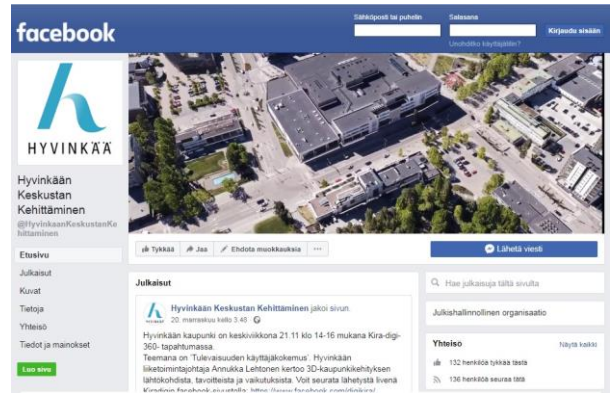 facebook
Sähköposti tai puhelin
Salasana
Kirjaudu sisään
Unohditko käyttäjätilin?
HYVINKÄÄ
Hyvinkään
Keskustan
Kehittäminen
@HyvinkaanKeskustanKe
hittaminen
Etusivu
Julkaisut
Kuvat
Tietoja
Yhteisö
Tiedot ja mainokset
Luo sivu
Tykkää
Jaa
Ehdota muokkauksia
Lähetä viesti
Julkaisut
Hyvinkään Keskustan Kehittäminen jakoi sivun.
20. marraskuu kello 3.45
Hyvinkään kaupunki on keskiviikkona 21.11 klo 14-16 mukana Kira-digi-
360- tapahtumassa.
Teemana on 'Tulevaisuuden käyttäjäkokemus'. Hyvinkään
liiketoimintajohtaja Annukka Lehtonen kertoo 3D-kaupunkikehityksen
lähtökohdista, tavoitteista ja vaikutuksista. Voit seurata lähetystä livenä
Kiradigin facebook-sivustolla: https://www.facebook.com/digikira/
Hae julkaisuja tältä sivulta
Julkishallinnollinen organisaatio
Yhteisö
Näytä kaikki
132 henkilöä tykkää tästä
136 henkilöä seuraa tätä